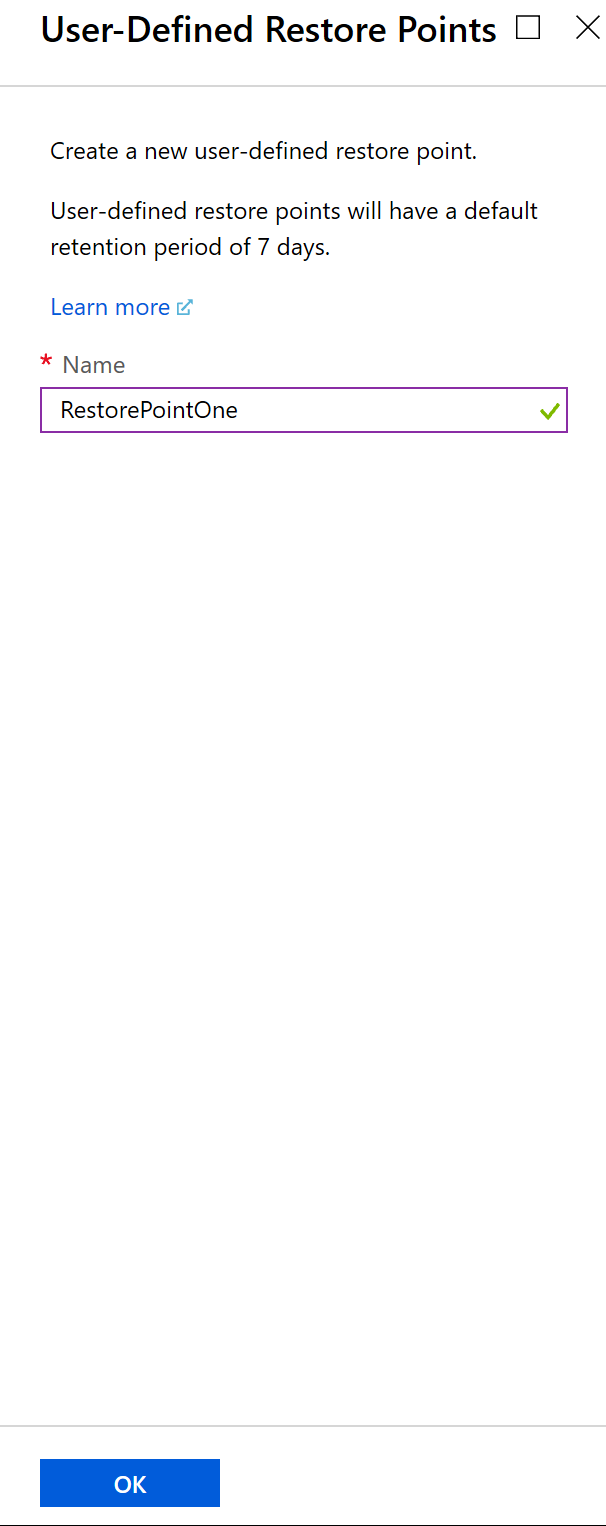 User-Defined Restore Points
Create a new user-defined restore point.
User-defined restore points will have a default
retention period of 7 days.
Learn more
* Name
RestorePointOne
OK